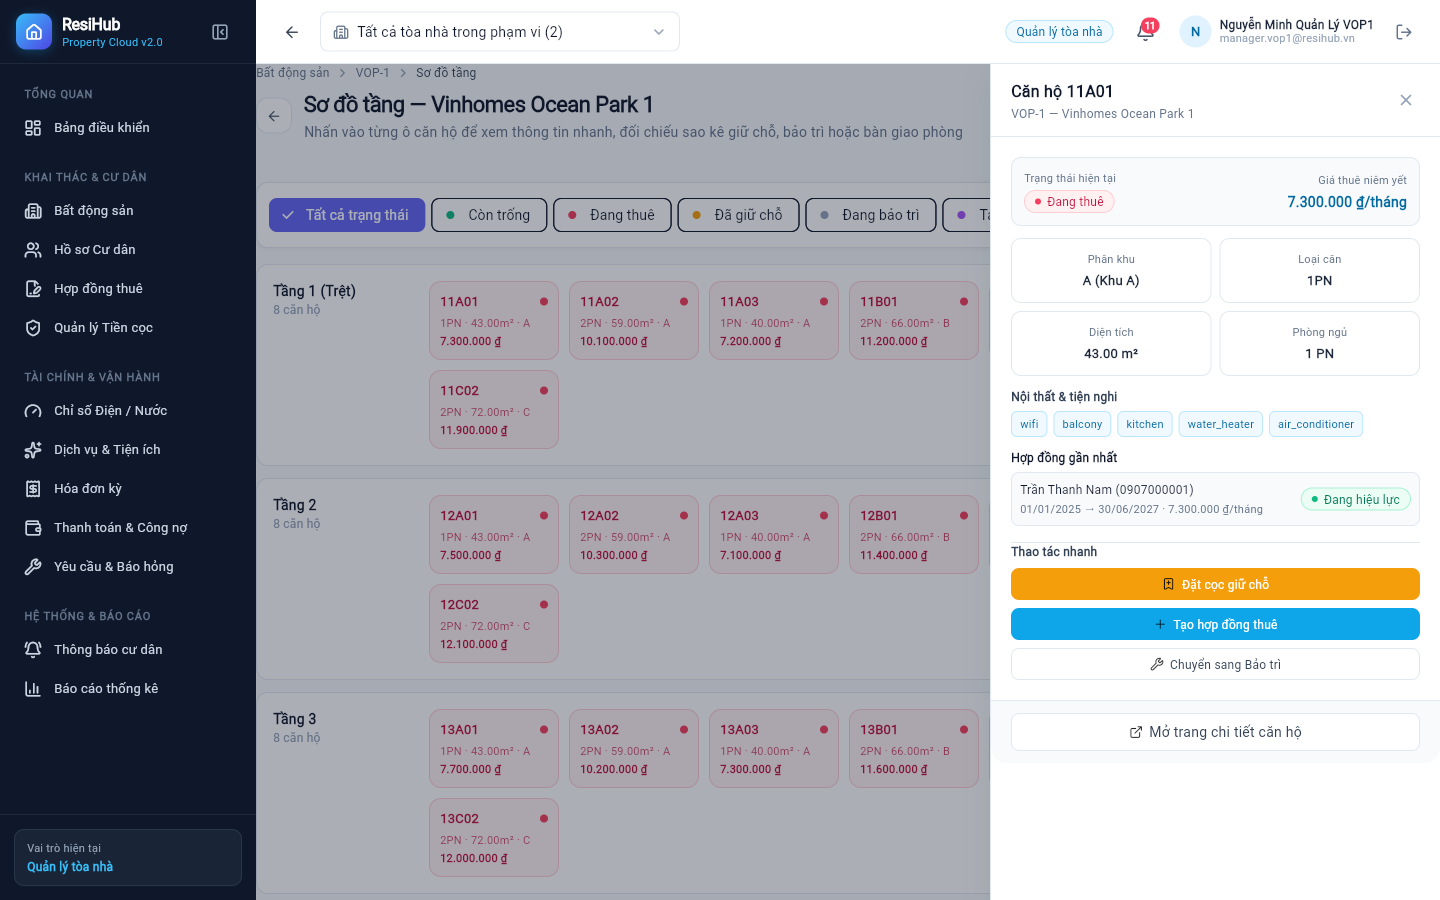 ResiHub
Property Cloud v2.0
TỔNG QUAN
Bảng điều khiển
KHAI THÁC & CƯ DÂN
Bất động sản
Hồ sơ Cư dân
Hợp đồng thuê
Quản lý Tiền cọc
TÀI CHÍNH & VẬN HÀNH
Chỉ số Điện / Nước
Dịch vụ & Tiện ích
Hóa đơn kỳ
Thanh toán & Công nợ
Yêu cầu & Báo hỏng
HỆ THỐNG & BÁO CÁO
Thông báo cư dân
Báo cáo thống kê
Vai trò hiện tại
Quản lý tòa nhà
Tất cả tòa nhà trong phạm vi (2)
Quản lý tòa nhà
11
N
Nguyễn Minh Quản Lý VOP1
manager.vop1@resihub.vn
Bất động sản > VOP-1 > Sơ đồ tầng
Sơ đồ tầng — Vinhomes Ocean Park 1
Nhấn vào từng ô căn hộ để xem thông tin nhanh, đối chiếu sao kê giữ chỗ, bảo trì hoặc bàn giao phòng
Tất cả trạng thái
Còn trống
Đang thuê
Đã giữ chỗ
Đang bảo trì
Tầng 1 (Trệt)
8 căn hộ
11A01
1PN · 43.00m² · A
7.300.000 ₫
11A02
2PN · 59.00m² · A
10.100.000 ₫
11A03
1PN · 40.00m² · A
7.200.000 ₫
11B01
2PN · 66.00m² · B
11.200.000 ₫
11C02
2PN · 72.00m² · C
11.900.000 ₫
Tầng 2
8 căn hộ
12A01
1PN · 43.00m² · A
7.500.000 ₫
12A02
2PN · 59.00m² · A
10.300.000 ₫
12A03
1PN · 40.00m² · A
7.100.000 ₫
12B01
2PN · 66.00m² · B
11.400.000 ₫
12C02
2PN · 72.00m² · C
12.100.000 ₫
Tầng 3
8 căn hộ
13A01
1PN · 43.00m² · A
7.700.000 ₫
13A02
2PN · 59.00m² · A
10.200.000 ₫
13A03
1PN · 40.00m² · A
7.300.000 ₫
13B01
2PN · 66.00m² · B
11.600.000 ₫
13C02
2PN · 72.00m² · C
12.000.000 ₫
Căn hộ 11A01
VOP-1 — Vinhomes Ocean Park 1
Trạng thái hiện tại
Đang thuê
Giá thuê niêm yết
7.300.000 ₫/tháng
Phân khu
A (Khu A)
Loại căn
1PN
Diện tích
43.00 m²
Phòng ngủ
1 PN
Nội thất & tiện nghi
wifi
balcony
kitchen
water_heater
air_conditioner
Hợp đồng gần nhất
Trần Thanh Nam (0907000001)
01/01/2025 → 30/06/2027 · 7.300.000 ₫/tháng
Đang hiệu lực
Thao tác nhanh
Đặt cọc giữ chỗ
Tạo hợp đồng thuê
Chuyển sang Bảo trì
Mở trang chi tiết căn hộ